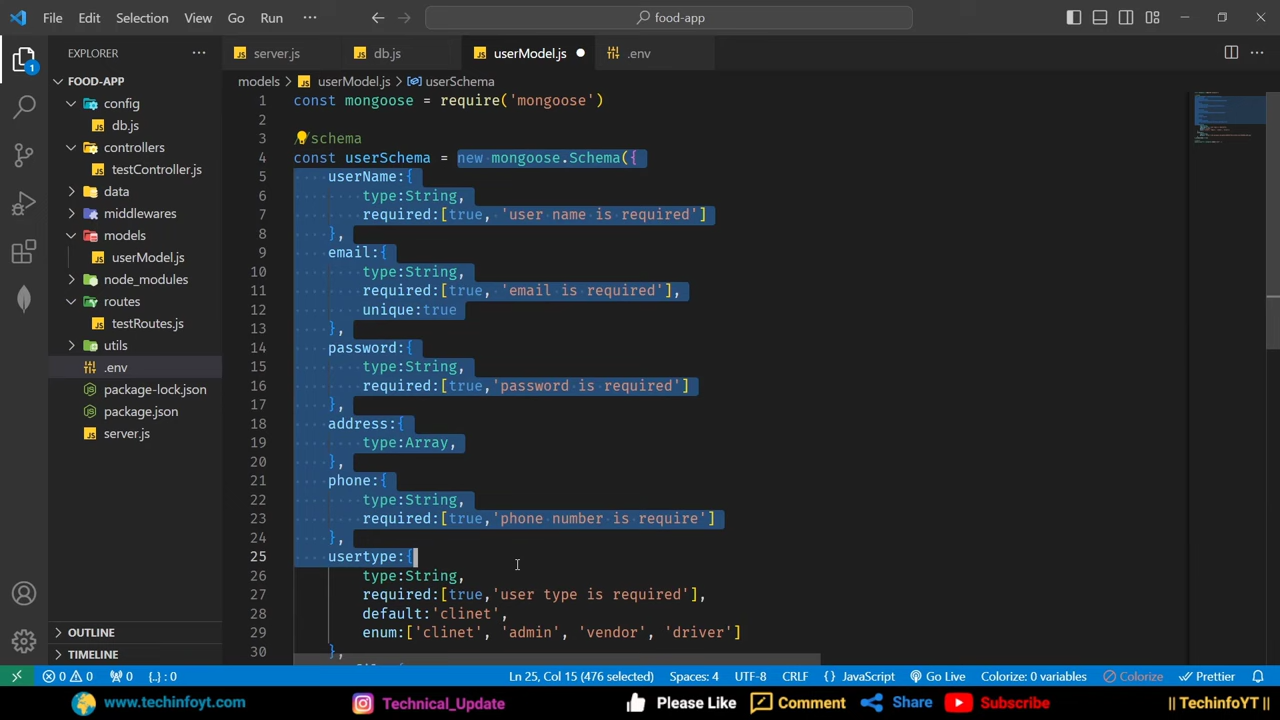 File Edit Selection View Go Run ··· food-app
EXPLORER ···
server.js db.js userModel.js .env ···
FOOD-APP
models > userModel.js > userSchema
config
db.js
controllers
testController.js
data
middlewares
models
userModel.js
node_modules
routes
testRoutes.js
utils
.env
package-lock.json
package.json
server.js
OUTLINE
TIMELINE
1
1 const mongoose = require('mongoose')
2
3 /schema
4 const userSchema = new mongoose.Schema({
5 userName:{
6 type:String,
7 required:[true, 'user name is required']
8 },
9 email:{
10 type:String,
11 required:[true, 'email is required'],
12 unique:true
13 },
14 password:{
15 type:String,
16 required:[true,'password is required']
17 },
18 address:{
19 type:Array,
20 },
21 phone:{
22 type:String,
23 required:[true,'phone number is require']
24 },
25 usertype:{
26 type:String,
27 required:[true,'user type is required'],
28 default:'clinet',
29 enum:['clinet', 'admin', 'vendor', 'driver']
30 },
0 0 0 {..} : 0 Ln 25, Col 15 (476 selected) Spaces: 4 UTF-8 CRLF {} JavaScript Go Live Colorize: 0 variables Colorize Prettier
www.techinfoyt.com Technical_Update Please Like Comment Share Subscribe || TechinfoYT ||